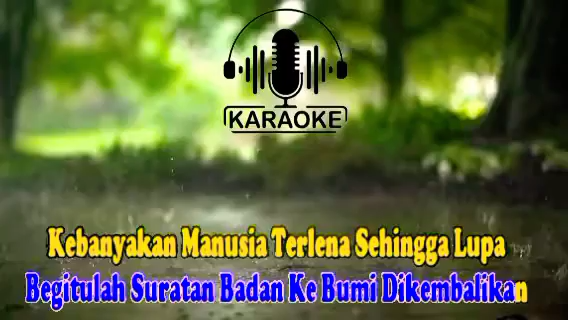 KARAOKE
Kebanyakan Manusia Terlena Sehingga Lupa
Begitulah Suratan Badan Ke Bumi Dikembalikan